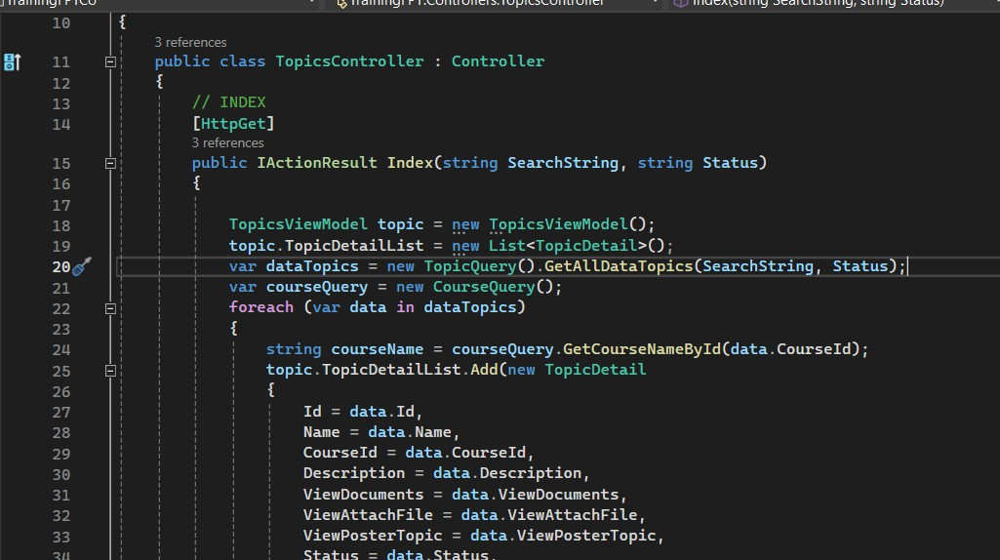 TrainingFPTCo TrainingFPT.Controllers.TopicsController Index(string SearchString, string Status)
10 {
3 references
11 public class TopicsController : Controller
12 {
13 // INDEX
14 [HttpGet]
3 references
15 public IActionResult Index(string SearchString, string Status)
16 {
17
18 TopicsViewModel topic = new TopicsViewModel();
19 topic.TopicDetailList = new List<TopicDetail>();
20 var dataTopics = new TopicQuery().GetAllDataTopics(SearchString, Status);
21 var courseQuery = new CourseQuery();
22 foreach (var data in dataTopics)
23 {
24 string courseName = courseQuery.GetCourseNameById(data.CourseId);
25 topic.TopicDetailList.Add(new TopicDetail
26 {
27 Id = data.Id,
28 Name = data.Name,
29 CourseId = data.CourseId,
30 Description = data.Description,
31 ViewDocuments = data.ViewDocuments,
32 ViewAttachFile = data.ViewAttachFile,
33 ViewPosterTopic = data.ViewPosterTopic,
34 Status = data.Status,